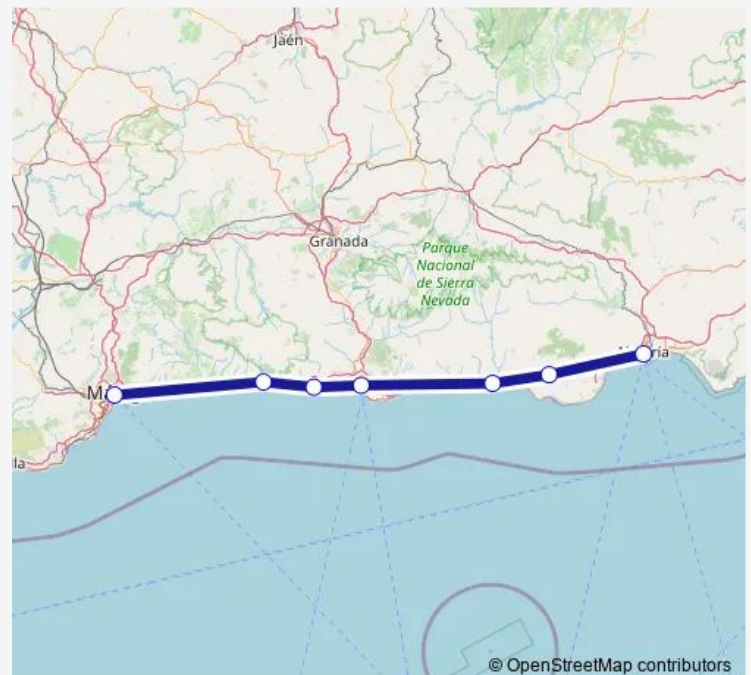 Jaén
Granada
Parque
Nacional
de Sierra
Nevada
© OpenStreetMap contributors